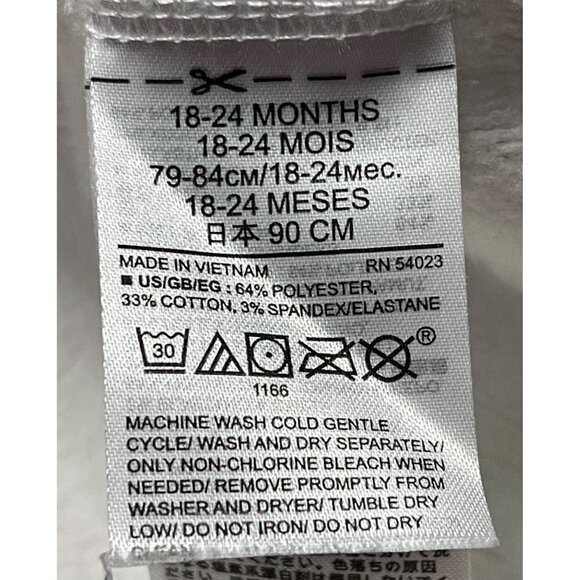 18-24 MONTHS
18-24 MOIS
79-84см/18-24мес.
18-24 MESES
日本 90 CM
MADE IN VIETNAM RN 54023
■ US/GB/EG : 64% POLYESTER,
33% COTTON, 3% SPANDEX/ELASTANE
30
®
1166
MACHINE WASH COLD GENTLE
CYCLE/ WASH AND DRY SEPARATELY/
ONLY NON-CHLORINE BLEACH WHEN
NEEDED/ REMOVE PROMPTLY FROM
WASHER AND DRYER/ TUMBLE DRY
LOW/ DO NOT IRON/ DO NOT DRY